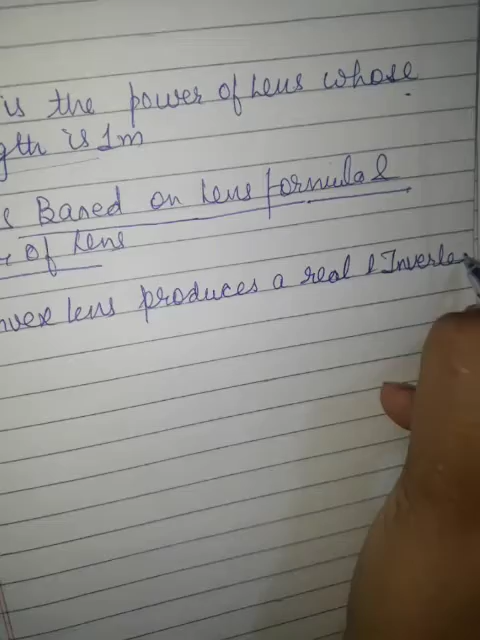 is the power of Lens whose
gth is 1m
s Based on Lens formula &
r of Lens
nvex lens produces a real & Inverte